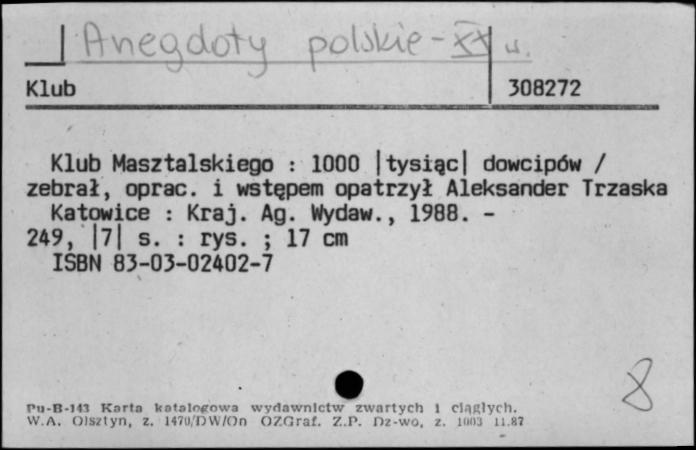 Anegdoty polskie - XX w.
Klub 308272
Klub Masztalskiego : 1000 |tysiąc| dowcipów /
zebrał, oprac. i wstępem opatrzył Aleksander Trzaska
Katowice : Kraj. Ag. Wydaw., 1988. -
249, |7| s. : rys. ; 17 cm
ISBN 83-03-02402-7
8
Pu-B-143 Karta katalogowa wydawnictw zwartych i ciągłych.
W.A. Olsztyn, z. 1470/DW/On OZGraf. Z.P. Dz-wo, z. 1003 11.87